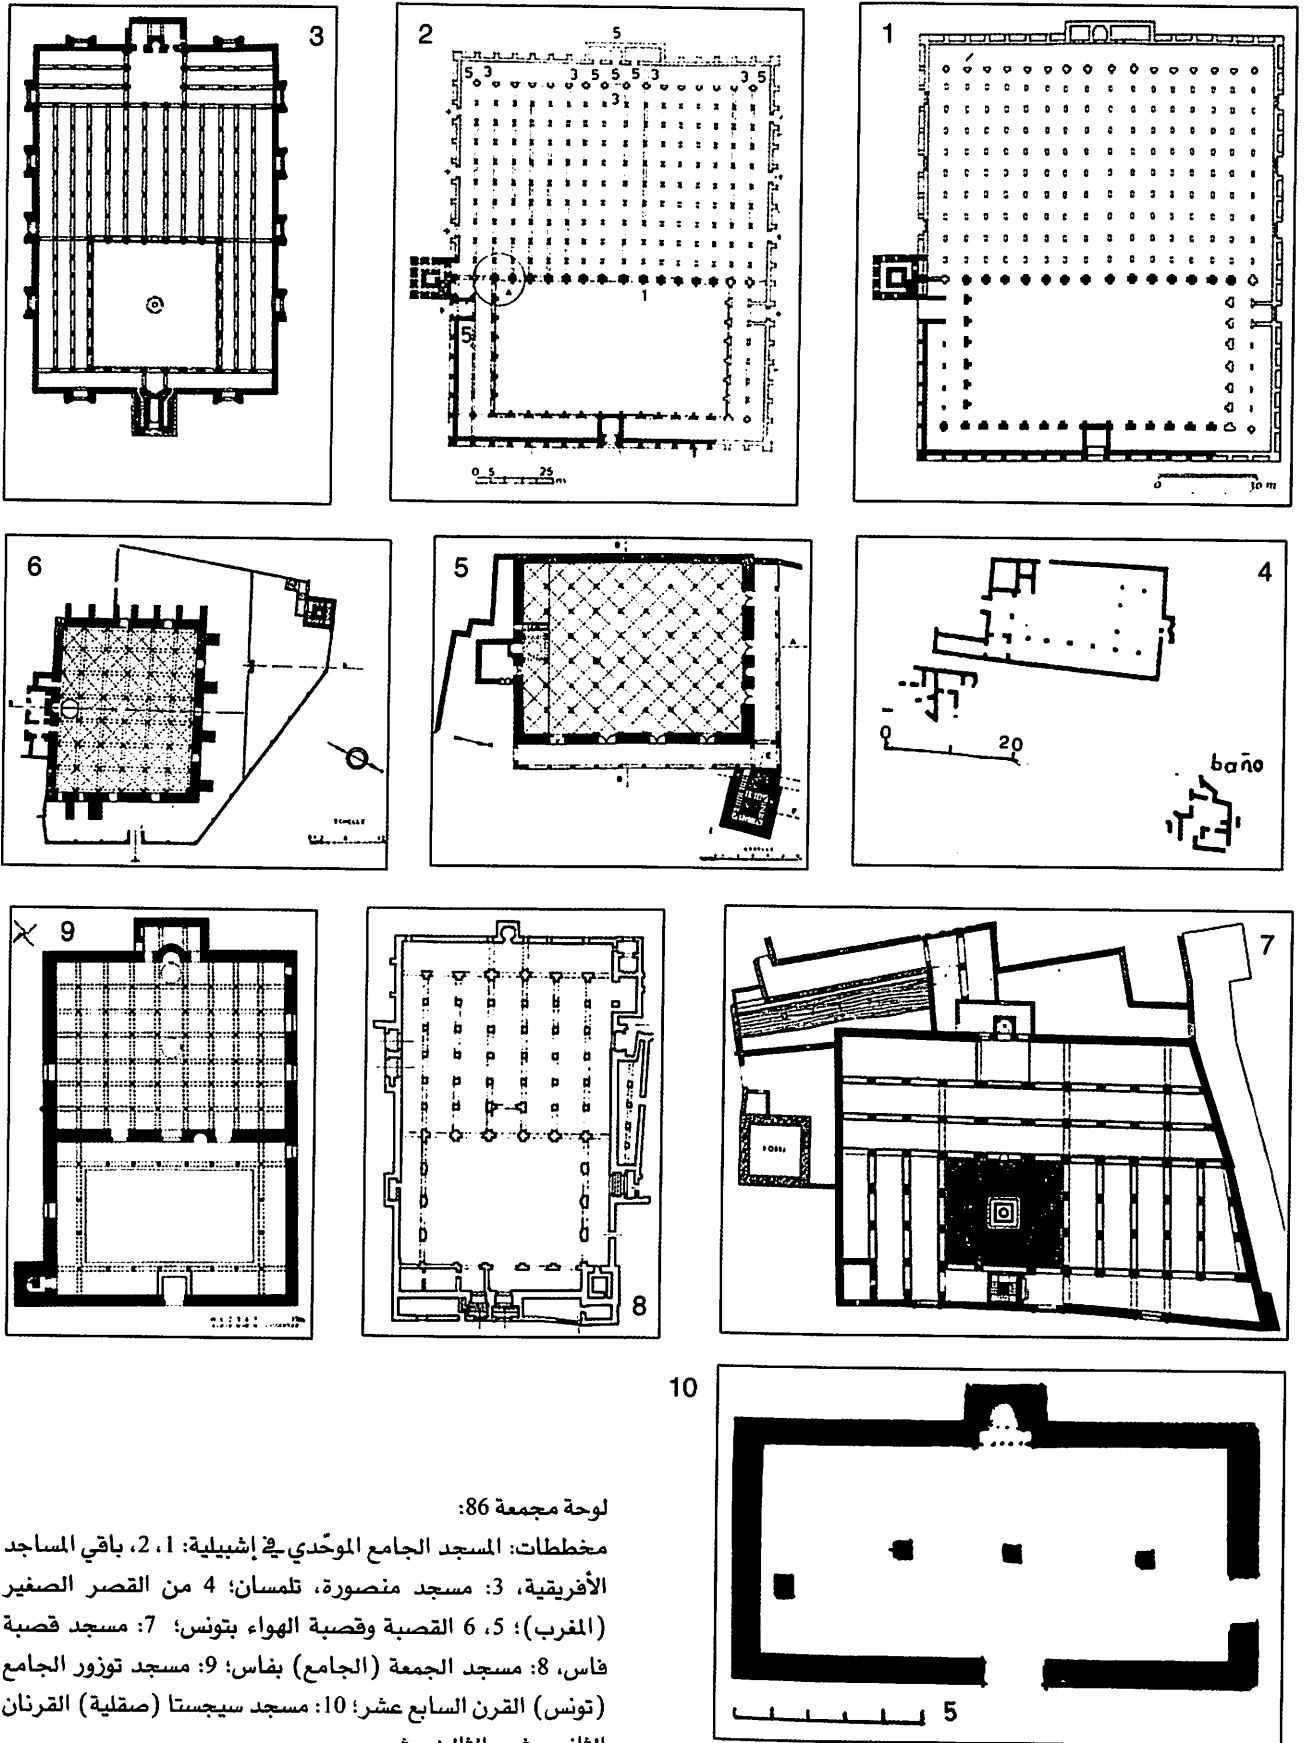 3
2
1
5
5 3 3 5 5 5 3 3 5
3
5
1
0 5 25 m
0 30 m
6
5
4
ECHELLE
0 20
baño
9
8
7
10
5
لوحة مجمعة 86:
مخططات: المسجد الجامع الموحّدي في إشبيلية: 1، 2، باقي المساجد
الأفريقية، 3: مسجد منصورة، تلمسان؛ 4 من القصر الصغير
(المغرب)؛ 5، 6 القصبة وقصبة الهواء بتونس؛ 7: مسجد قصبة
فاس، 8: مسجد الجمعة (الجامع) بفاس؛ 9: مسجد توزور الجامع
(تونس) القرن السابع عشر؛ 10: مسجد سيجستا (صقلية) القرنان